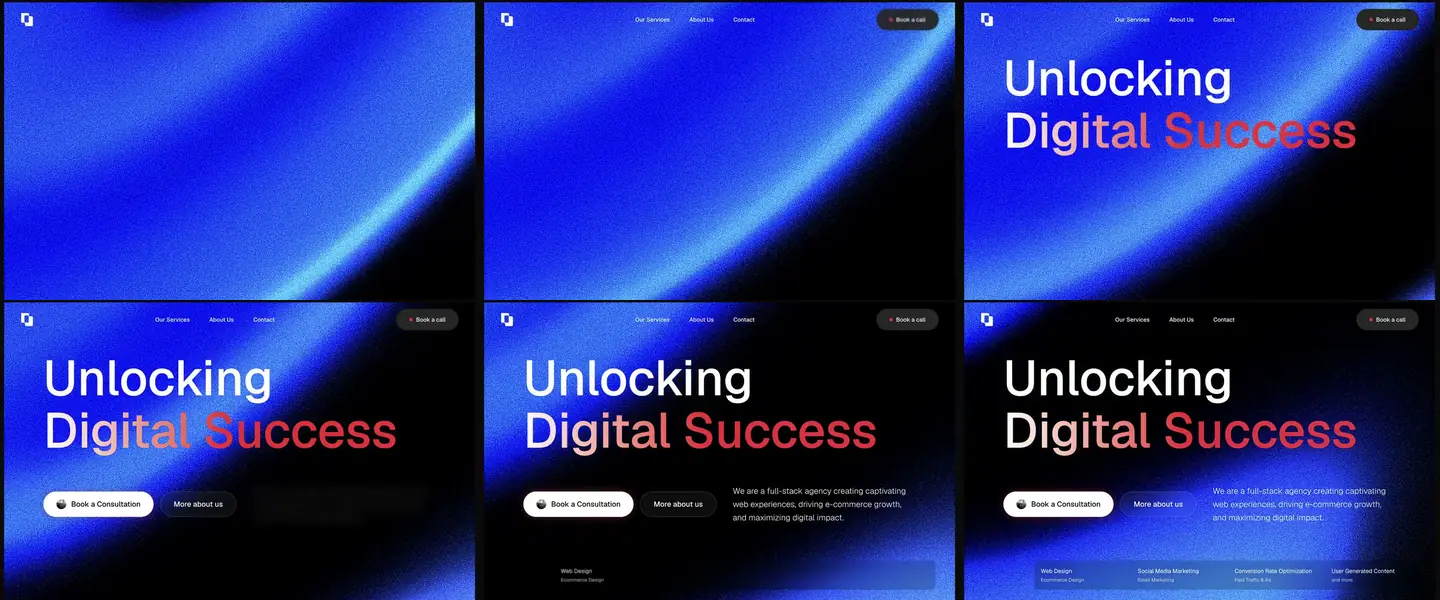 Our Services About Us Contact Book a call
Our Services About Us Contact Book a call
Unlocking
Digital Success
Our Services About Us Contact Book a call
Unlocking
Digital Success
Book a Consultation More about us
Our Services About Us Contact Book a call
Unlocking
Digital Success
Book a Consultation More about us
We are a full-stack agency creating captivating
web experiences, driving e-commerce growth,
and maximizing digital impact.
Web Design
Ecommerce Design
Our Services About Us Contact Book a call
Unlocking
Digital Success
Book a Consultation More about us
We are a full-stack agency creating captivating
web experiences, driving e-commerce growth,
and maximizing digital impact.
Web Design Social Media Marketing Conversion Rate Optimization User Generated Content
Ecommerce Design Email Marketing Paid Traffic & Ads and more